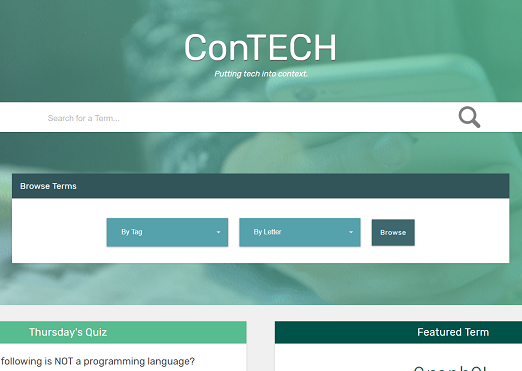 ConTECH
Putting tech into context.
Search for a Term...
Browse Terms
By Tag
By Letter
Browse
Thursday's Quiz
Featured Term
following is NOT a programming language?